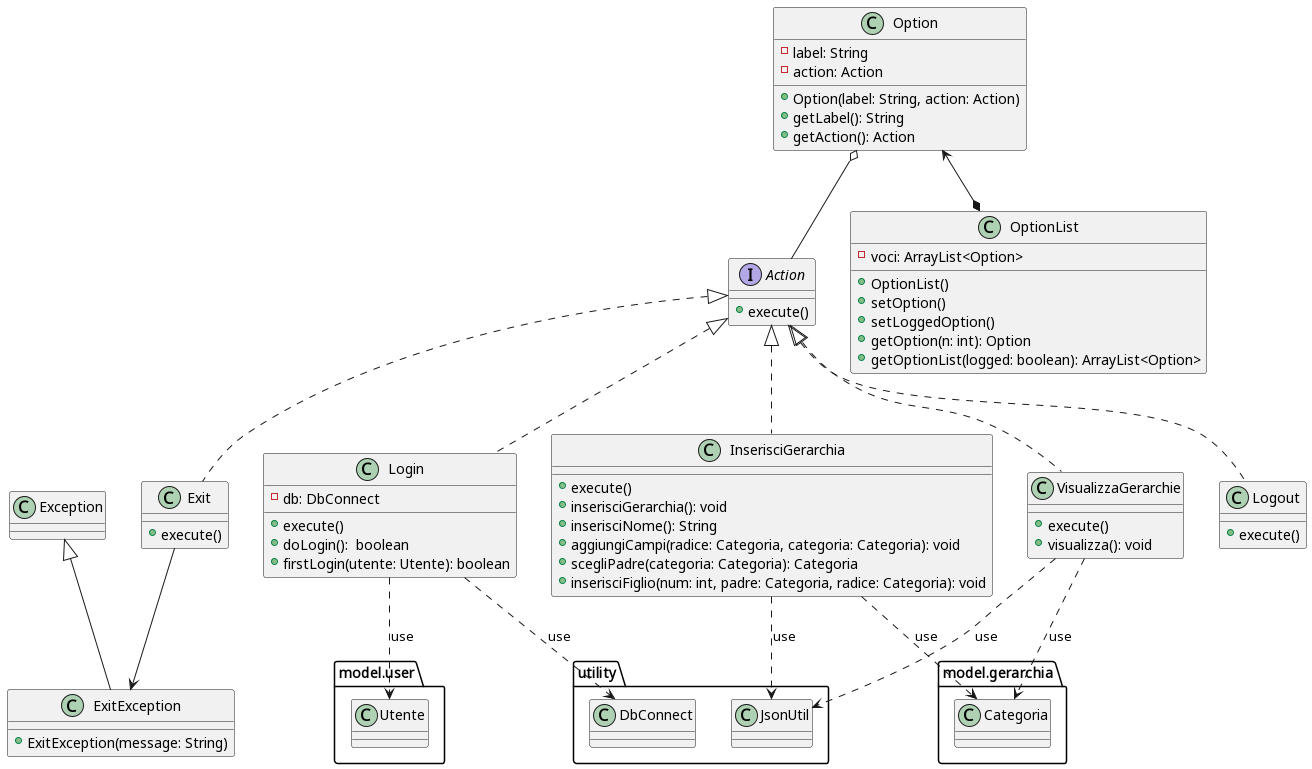 C Option
label: String
action: Action
Option(label: String, action: Action)
getLabel(): String
getAction(): Action
C OptionList
voci: ArrayList<Option>
OptionList()
setOption()
setLoggedOption()
getOption(n: int): Option
getOptionList(logged: boolean): ArrayList<Option>
I Action
execute()
C Exception
C Exit
execute()
C Login
db: DbConnect
execute()
doLogin():  boolean
firstLogin(utente: Utente): boolean
C InserisciGerarchia
execute()
inserisciGerarchia(): void
inserisciNome(): String
aggiungiCampi(radice: Categoria, categoria: Categoria): void
scegliPadre(categoria: Categoria): Categoria
inserisciFiglio(num: int, padre: Categoria, radice: Categoria): void
C VisualizzaGerarchie
execute()
visualizza(): void
C Logout
execute()
use
use
use
use
use
use
C ExitException
ExitException(message: String)
model.user
C Utente
utility
C DbConnect
C JsonUtil
model.gerarchia
C Categoria